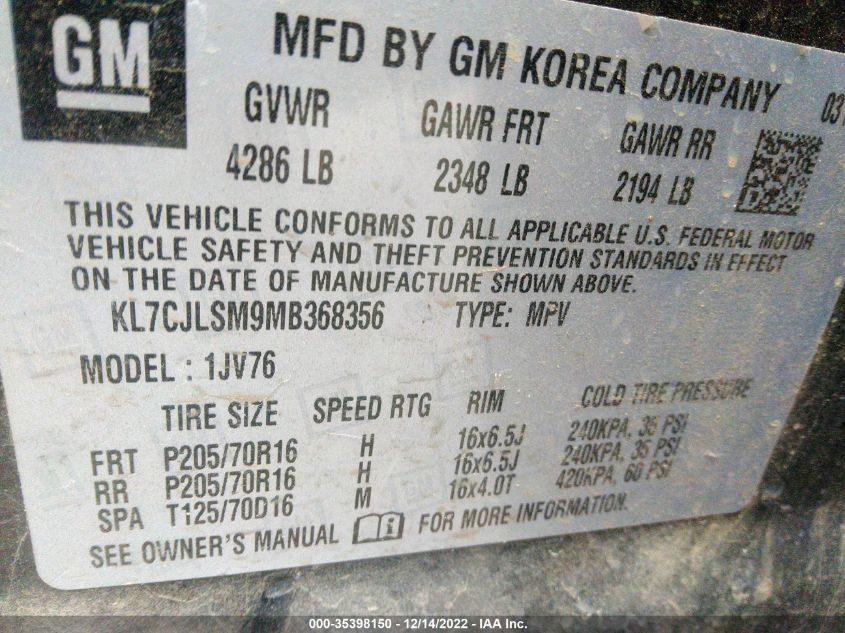 GM
MFD BY GM KOREA COMPANY
GVWR GAWR FRT GAWR RR
4286 LB 2348 LB 2194 LB
THIS VEHICLE CONFORMS TO ALL APPLICABLE U.S. FEDERAL MOTOR
VEHICLE SAFETY AND THEFT PREVENTION STANDARDS IN EFFECT
ON THE DATE OF MANUFACTURE SHOWN ABOVE.
KL7CJLSM9MB368356 TYPE: MPV
MODEL : 1JV76
TIRE SIZE SPEED RTG RIM COLD TIRE PRESSURE
FRT P205/70R16 H 16x6.5J 240KPA, 35 PSI
RR P205/70R16 H 16x6.5J 240KPA, 35 PSI
SPA T125/70D16 M 16x4.0T 420KPA, 60 PSI
SEE OWNER'S MANUAL FOR MORE INFORMATION.
000-35398150 - 12/14/2022 - IAA Inc.